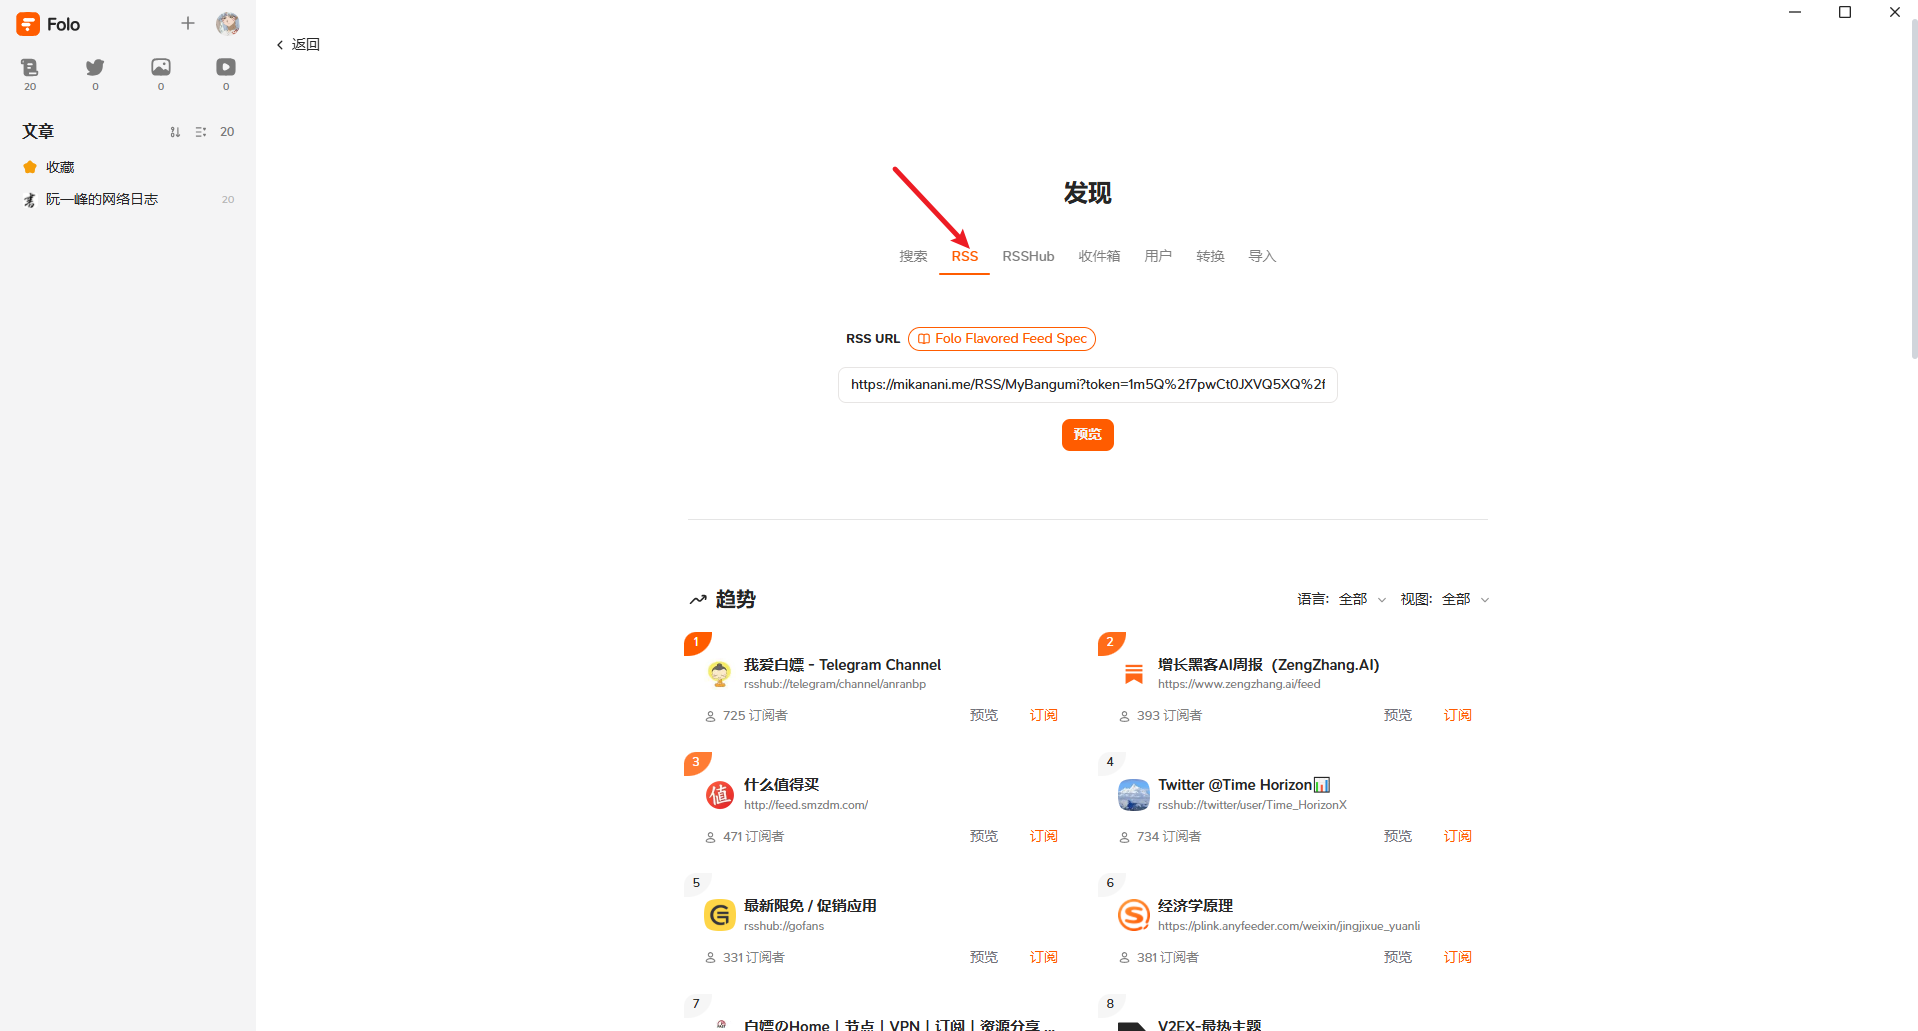 Folo
20
0
0
0
文章
20
收藏
阮一峰的网络日志
20
返回
发现
搜索
RSS
RSSHub
收件箱
用户
转换
导入
RSS URL
Folo Flavored Feed Spec
https://mikanani.me/RSS/MyBangumi?token=1m5Q%2f7pwCt0JXVQ5XQ%2f
预览
趋势
语言: 全部
视图: 全部
1
我爱白嫖 - Telegram Channel
rsshub://telegram/channel/anranbp
725 订阅者
预览
订阅
2
增长黑客AI周报（ZengZhang.AI)
https://www.zengzhang.ai/feed
393 订阅者
预览
订阅
3
值
什么值得买
http://feed.smzdm.com/
471 订阅者
预览
订阅
4
Twitter @Time Horizon📊
rsshub://twitter/user/Time_HorizonX
734 订阅者
预览
订阅
5
最新限免 / 促销应用
rsshub://gofans
331 订阅者
预览
订阅
6
经济学原理
https://plink.anyfeeder.com/weixin/jingjixue_yuanli
381 订阅者
预览
订阅
7
白嫖のHome丨节点丨VPN丨订阅丨资源分享 ...
8
V2EX-最热主题